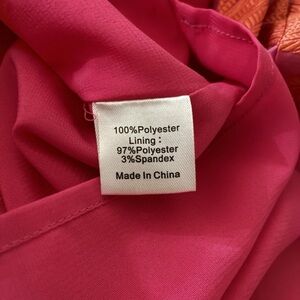 100%Polyester
Lining :
97%Polyester
3%Spandex
Made In China